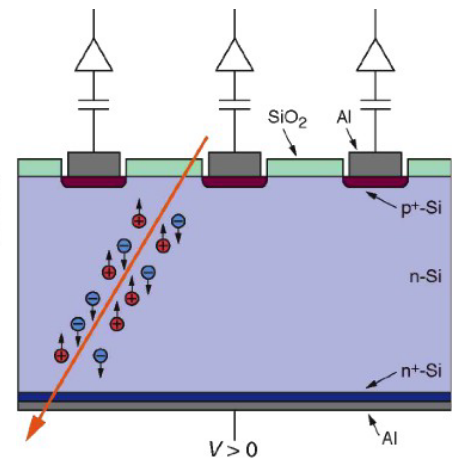 SiO₂
Al
p⁺-Si
n-Si
n⁺-Si
Al
V > 0